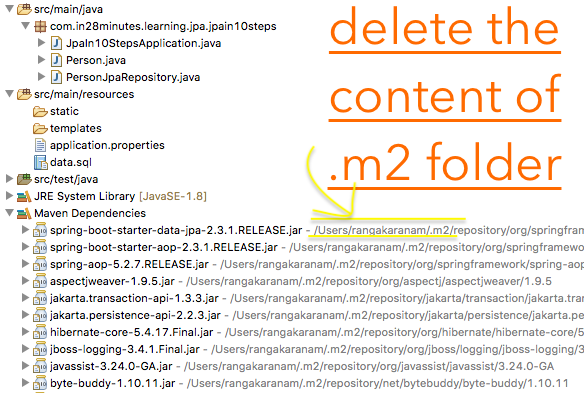 src/main/java
com.in28minutes.learning.jpa.jpain10steps
JpaIn10StepsApplication.java
Person.java
PersonJpaRepository.java
src/main/resources
static
templates
application.properties
data.sql
src/test/java
JRE System Library [JavaSE-1.8]
Maven Dependencies
spring-boot-starter-data-jpa-2.3.1.RELEASE.jar - /Users/rangakaranam/.m2/repository/org/springfram
spring-boot-starter-aop-2.3.1.RELEASE.jar - /Users/rangakaranam/.m2/repository/org/springframework
spring-aop-5.2.7.RELEASE.jar - /Users/rangakaranam/.m2/repository/org/springframework/spring-aop
aspectjweaver-1.9.5.jar - /Users/rangakaranam/.m2/repository/org/aspectj/aspectjweaver/1.9.5
jakarta.transaction-api-1.3.3.jar - /Users/rangakaranam/.m2/repository/jakarta/transaction/jakarta.tra
jakarta.persistence-api-2.2.3.jar - /Users/rangakaranam/.m2/repository/jakarta/persistence/jakarta.pe
hibernate-core-5.4.17.Final.jar - /Users/rangakaranam/.m2/repository/org/hibernate/hibernate-core/5
jboss-logging-3.4.1.Final.jar - /Users/rangakaranam/.m2/repository/org/jboss/logging/jboss-logging/3
javassist-3.24.0-GA.jar - /Users/rangakaranam/.m2/repository/org/javassist/javassist/3.24.0-GA
byte-buddy-1.10.11.jar - /Users/rangakaranam/.m2/repository/net/bytebuddy/byte-buddy/1.10.11
delete the
content of
.m2 folder